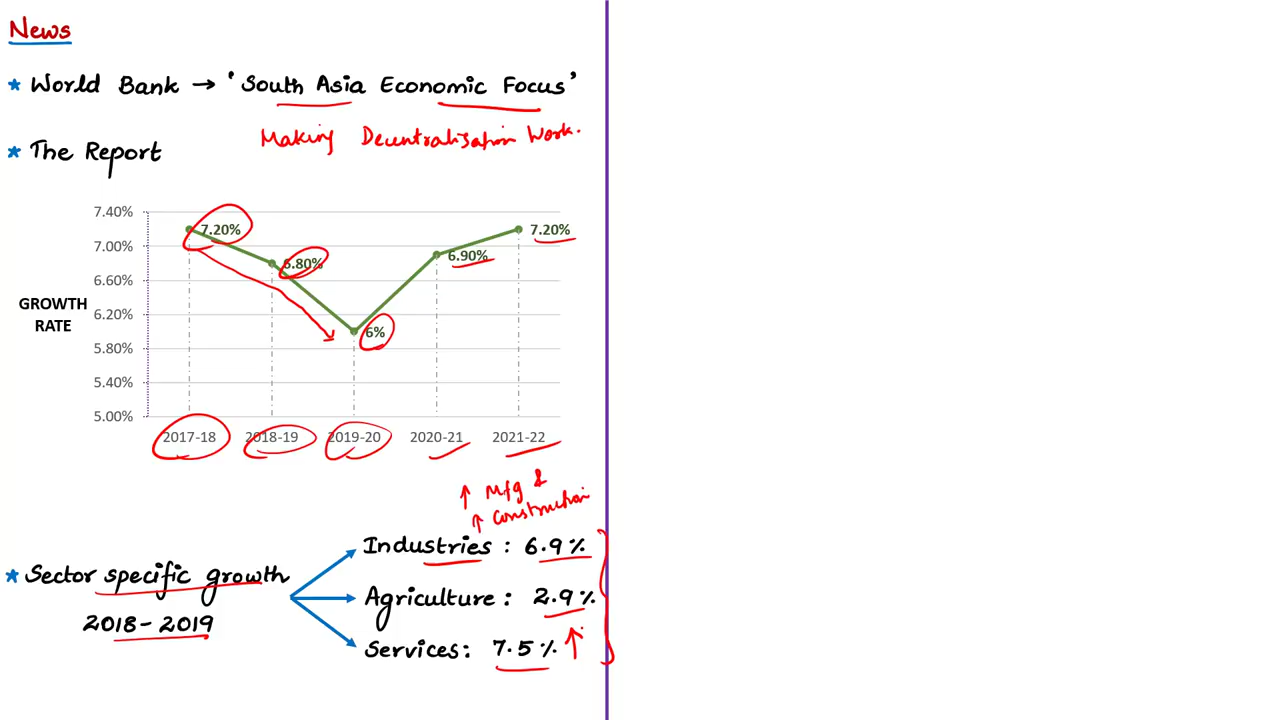 News
* World Bank → 'South Asia Economic Focus'
Making Decentralisation Work.
* The Report
7.40%
7.00%
6.60%
6.20%
5.80%
5.40%
5.00%
GROWTH
RATE
7.20%
6.80%
6%
6.90%
7.20%
2017-18 2018-19 2019-20 2020-21 2021-22
↑ Mfg &
↑ Construction
* Sector specific growth
2018-2019
Industries : 6.9%
Agriculture : 2.9%
Services: 7.5% ↑